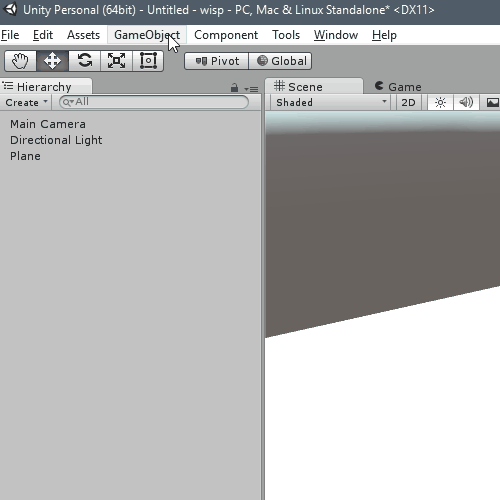 Unity Personal (64bit) - Untitled - wisp - PC, Mac & Linux Standalone* <DX11>
File Edit Assets GameObject Component Tools Window Help
Pivot Global
Hierarchy Scene Game
Create All Shaded 2D
Main Camera
Directional Light
Plane